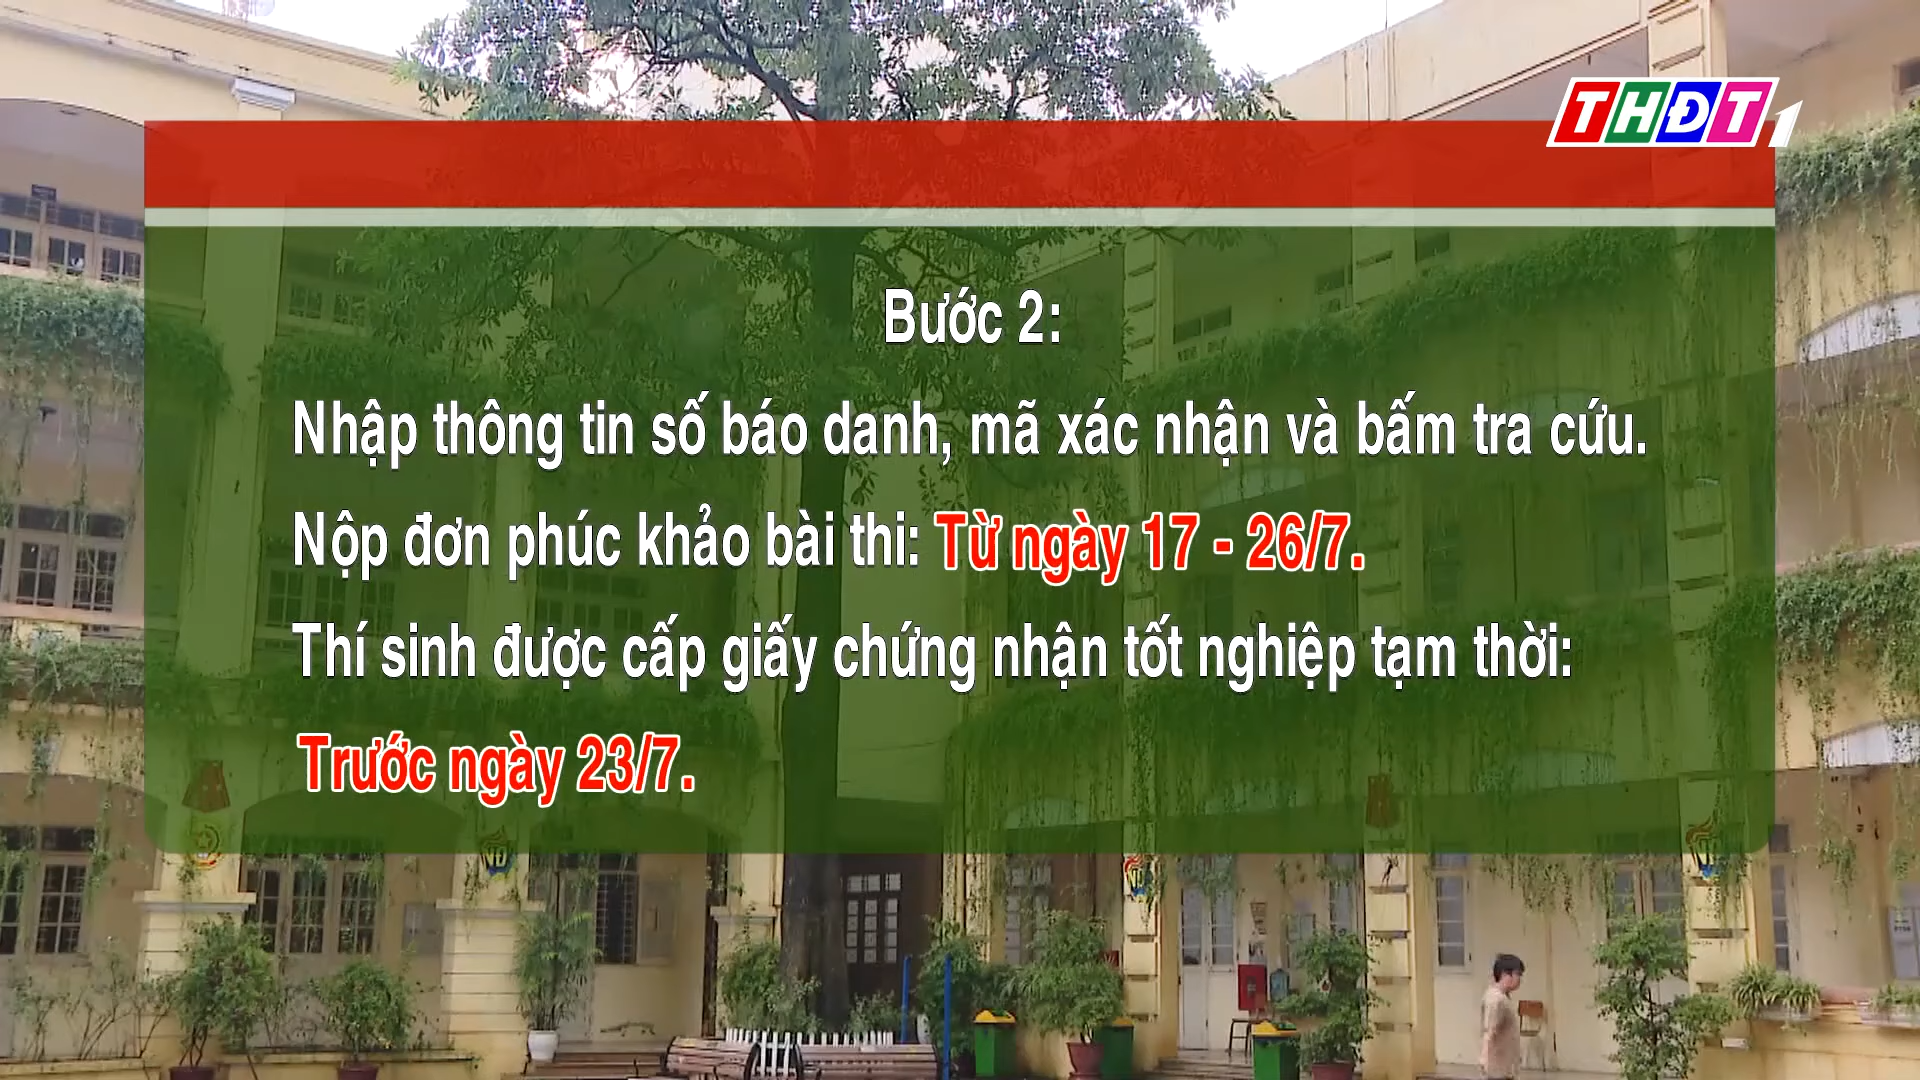 THĐT1
Bước 2:
Nhập thông tin số báo danh, mã xác nhận và bấm tra cứu.
Nộp đơn phúc khảo bài thi: Từ ngày 17 - 26/7.
Thí sinh được cấp giấy chứng nhận tốt nghiệp tạm thời:
Trước ngày 23/7.